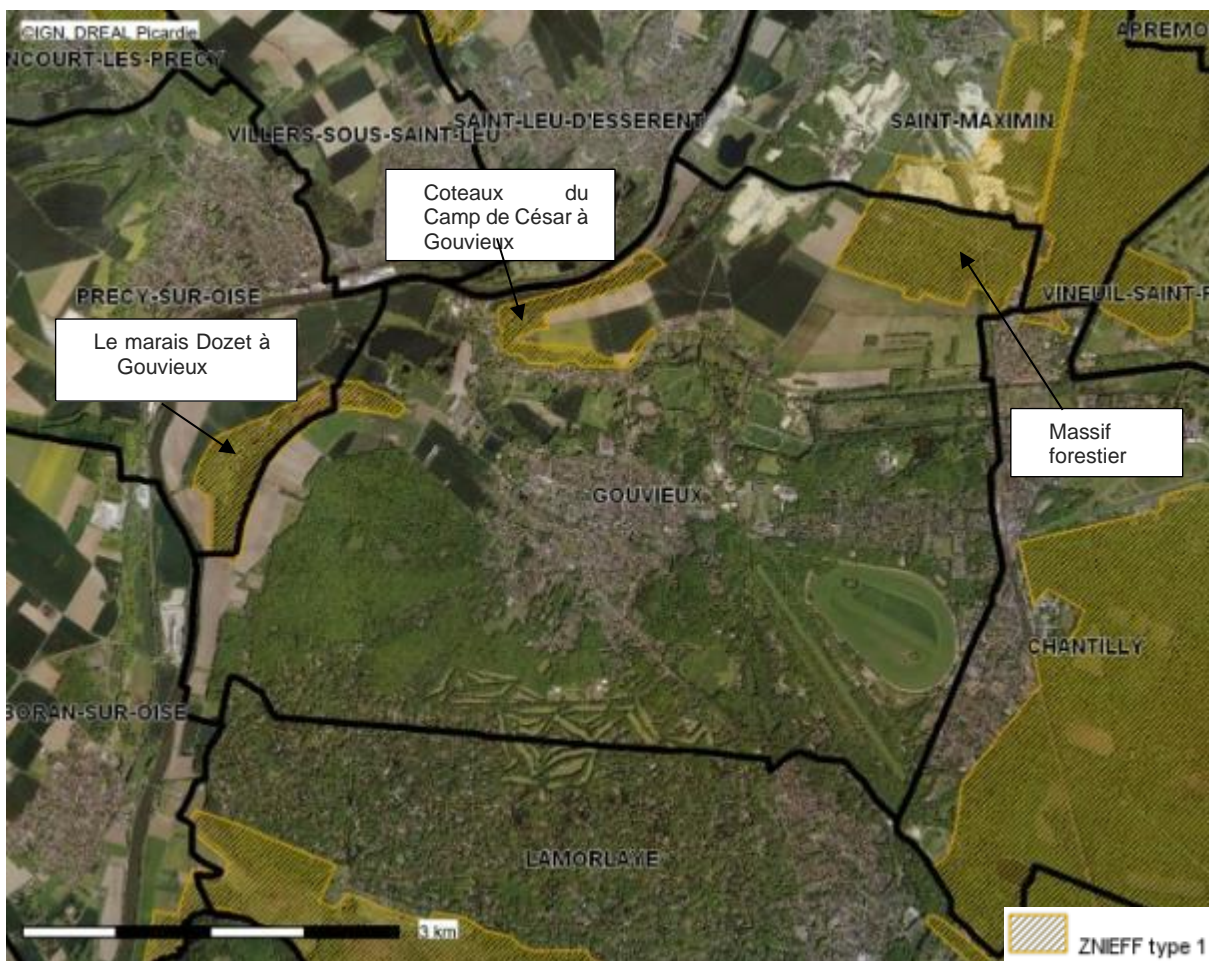 ©IGN, DREAL Picardie
APREMO
NCOURT-LES-PRECY
VILLERS-SOUS-SAINT-LEU
SAINT-LEU-D'ESSERENT
SAINT-MAXIMIN
Coteaux du
Camp de César à
Gouvieux
PRECY-SUR-OISE
VINEUIL-SAINT-F
Le marais Dozet à
Gouvieux
Massif
forestier
GOUVIEUX
CHANTILLY
BORAN-SUR-OISE
LAMORLAYE
3 km
ZNIEFF type 1